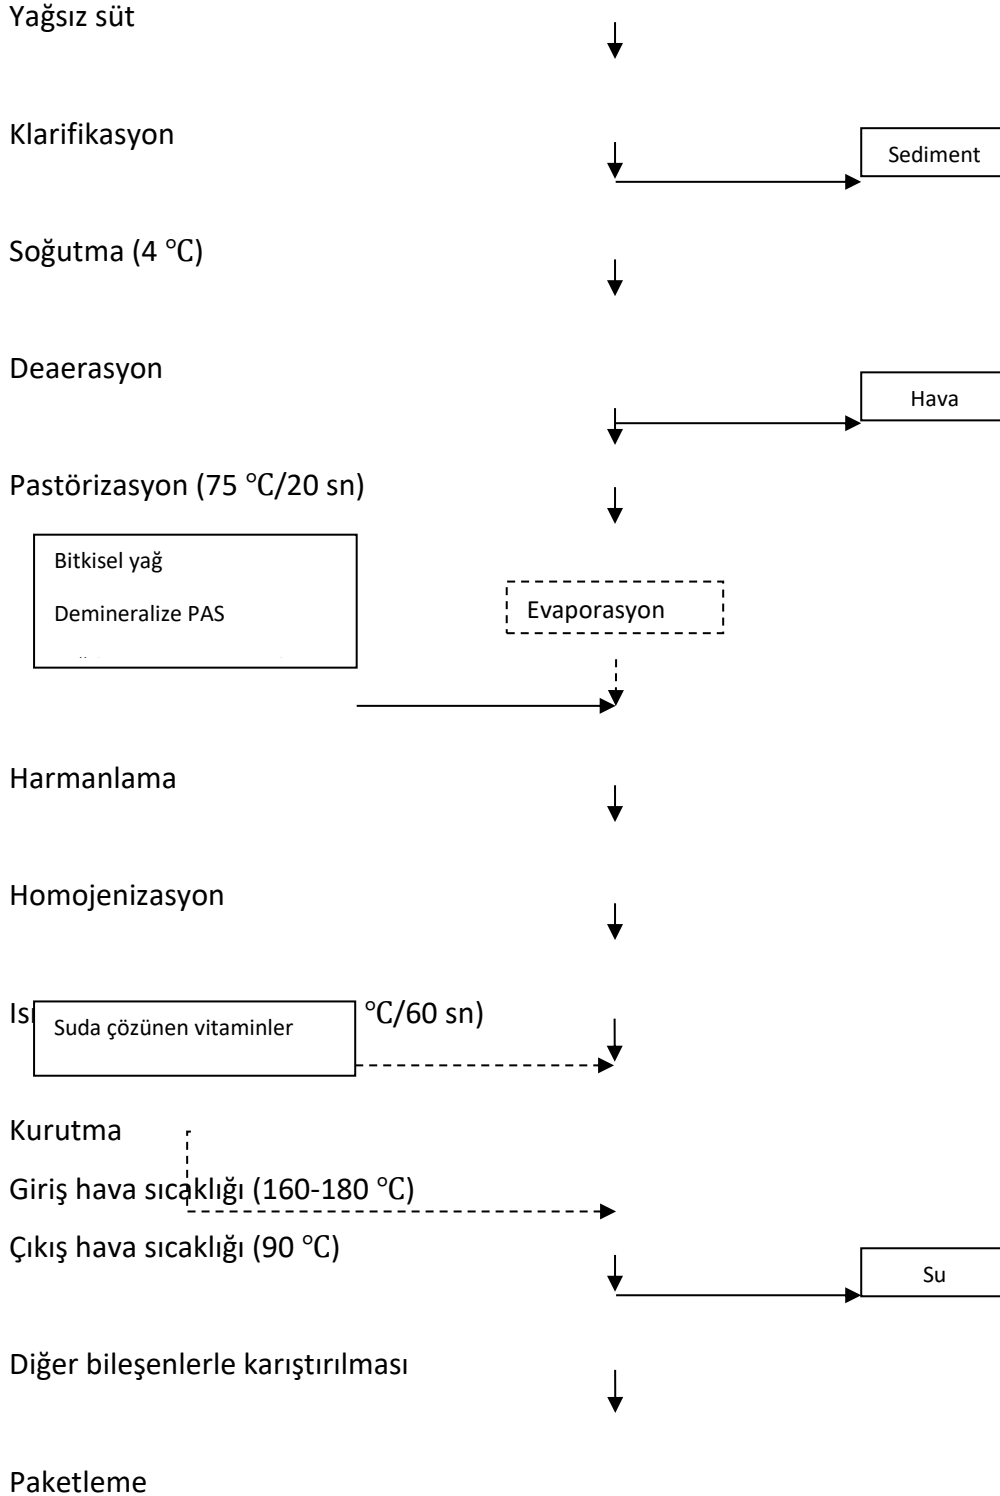 Yağsız süt
Klarifikasyon
Sediment
Soğutma (4 °C)
Deaerasyon
Hava
Pastörizasyon (75 °C/20 sn)
Bitkisel yağ
Demineralize PAS
Evaporasyon
Harmanlama
Homojenizasyon
°C/60 sn)
Suda çözünen vitaminler
Kurutma
Giriş hava sıcaklığı (160-180 °C)
Çıkış hava sıcaklığı (90 °C)
Su
Diğer bileşenlerle karıştırılması
Paketleme